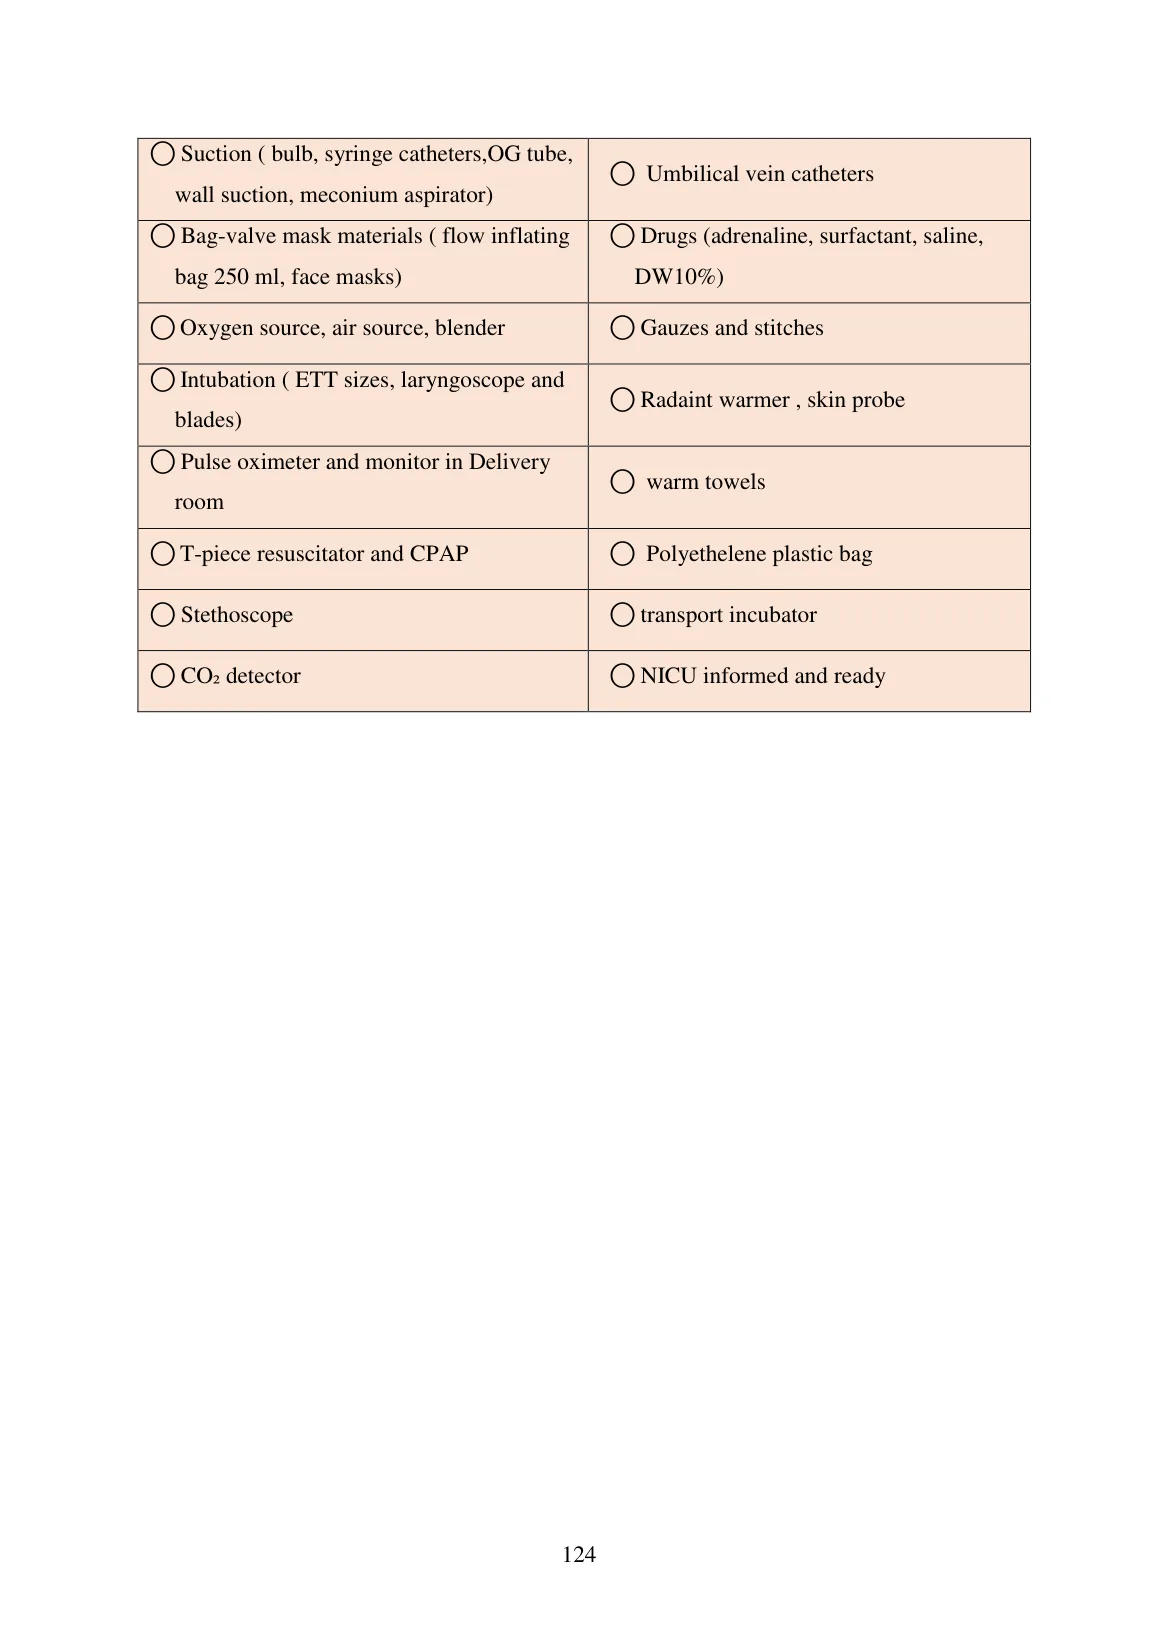 ◯ Suction ( bulb, syringe catheters,OG tube,
wall suction, meconium aspirator)
◯ Umbilical vein catheters
◯ Bag-valve mask materials ( flow inflating
bag 250 ml, face masks)
◯ Drugs (adrenaline, surfactant, saline,
DW10%)
◯ Oxygen source, air source, blender
◯ Gauzes and stitches
◯ Intubation ( ETT sizes, laryngoscope and
blades)
◯ Radaint warmer , skin probe
◯ Pulse oximeter and monitor in Delivery
room
◯ warm towels
◯ T-piece resuscitator and CPAP
◯ Polyethelene plastic bag
◯ Stethoscope
◯ transport incubator
◯ CO₂ detector
◯ NICU informed and ready
124